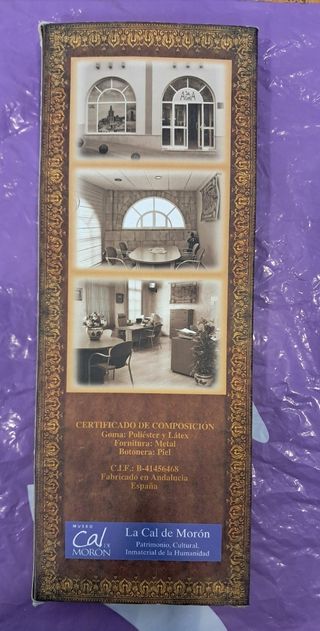 CERTIFICADO DE COMPOSICIÓN
Goma: Poliéster y Látex
Fornitura: Metal
Botonera: Piel
C.I.F.: B-41456468
Fabricado en Andalucía
España
MUSEO
Cal DE
MORÓN
La Cal de Morón
Patrimonio, Cultural,
Inmaterial de la Humanidad